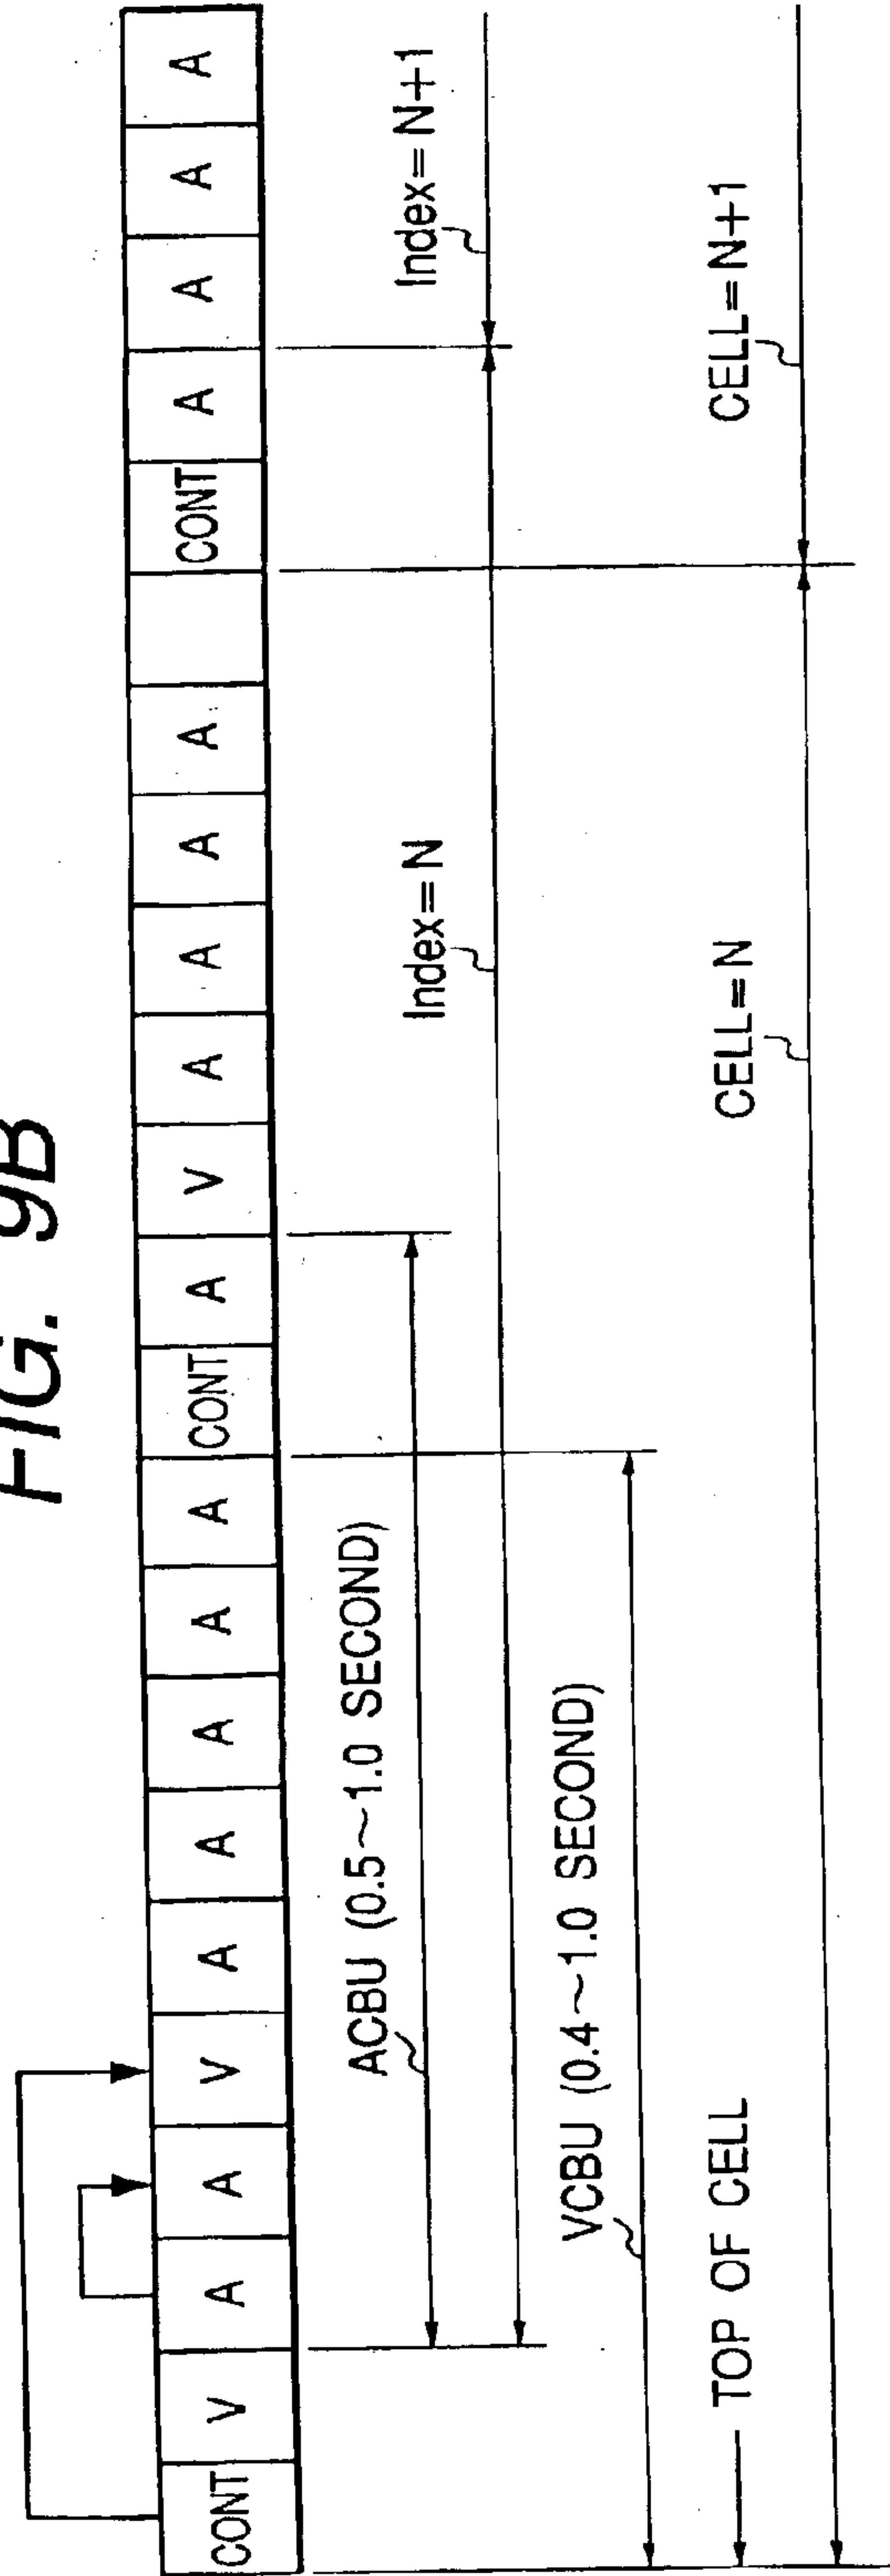 FIG. 9B
CONT V A A V A A A A A CONT A V A A A A CONT A A A A
ACBU (0.5~1.0 SECOND)
Index=N
Index=N+1
VCBU (0.4~1.0 SECOND)
TOP OF CELL
CELL=N
CELL=N+1